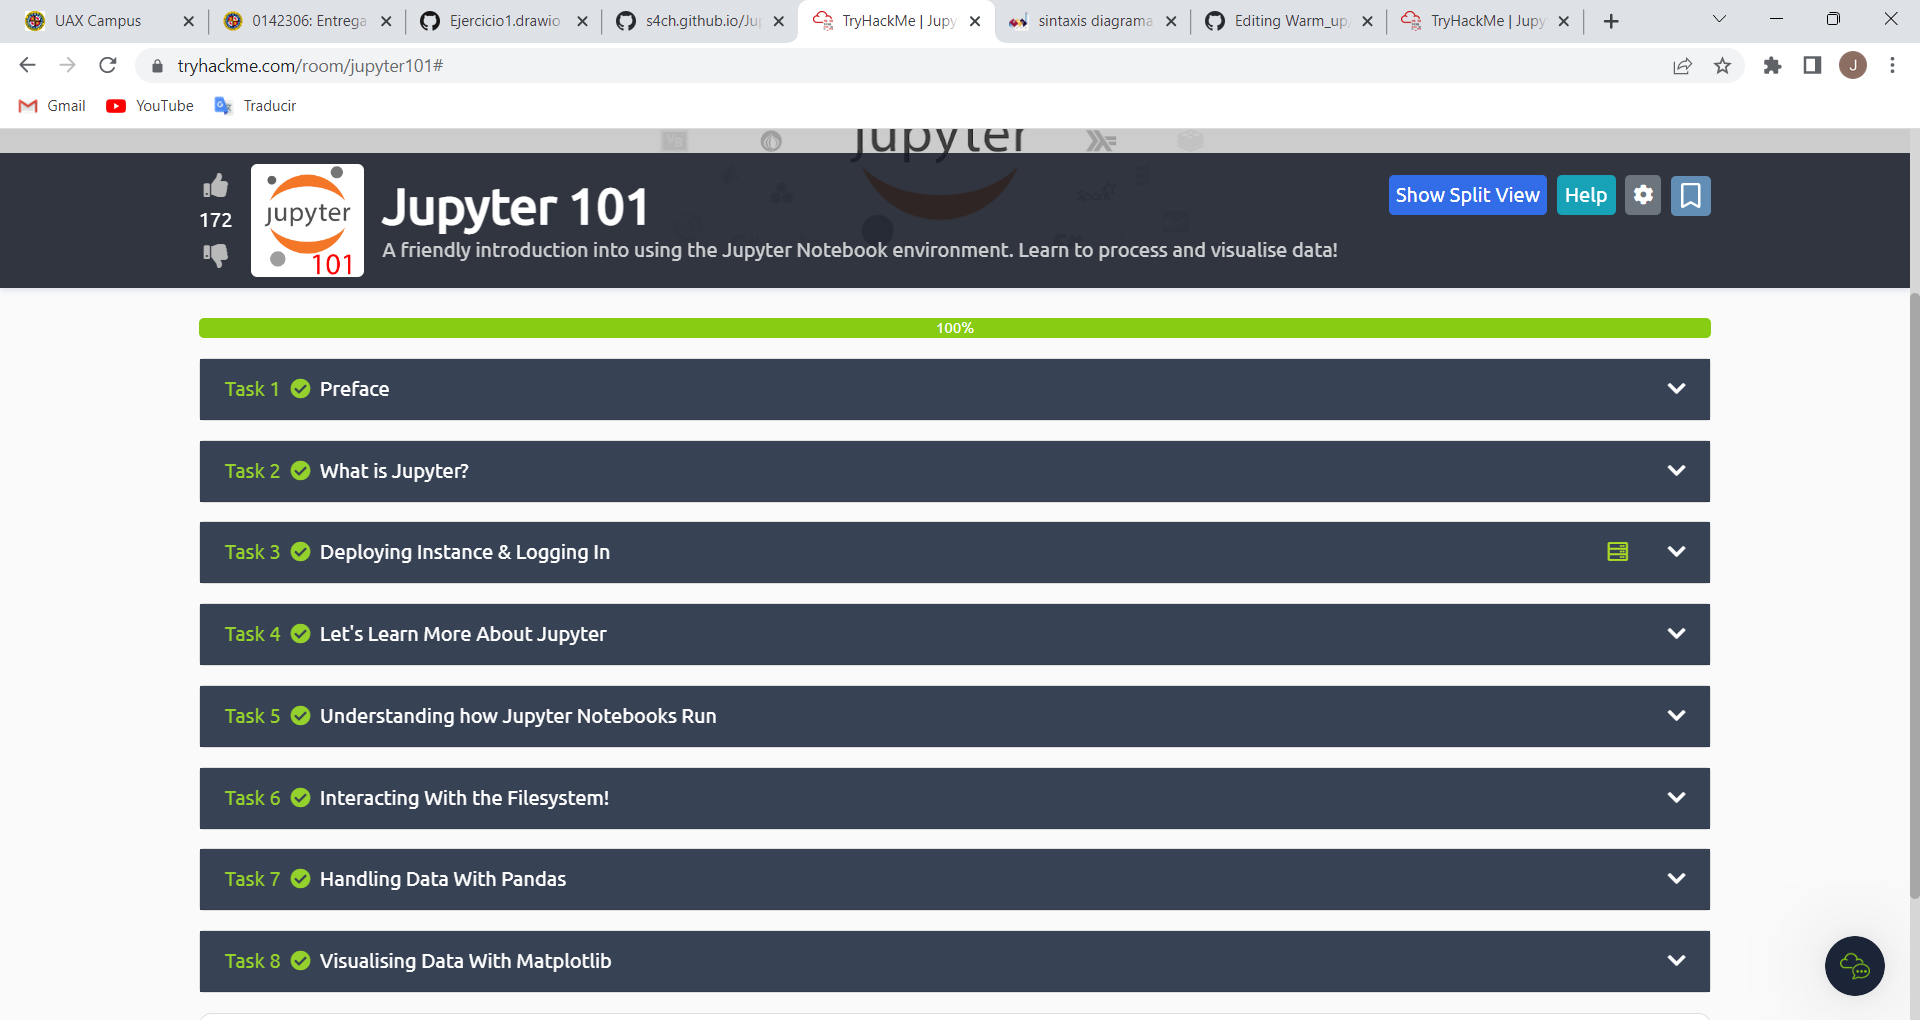 UAX Campus
0142306: Entrega
Ejercicio1.drawio
s4ch.github.io/Ju
TryHackMe | Jupy
sintaxis diagrama
Editing Warm_up
TryHackMe | Jupy
tryhackme.com/room/jupyter101#
J
Gmail
YouTube
Traducir
jupyter
172
jupyter
101
Jupyter 101
A friendly introduction into using the Jupyter Notebook environment. Learn to process and visualise data!
Show Split View
Help
100%
Task 1 Preface
Task 2 What is Jupyter?
Task 3 Deploying Instance & Logging In
Task 4 Let's Learn More About Jupyter
Task 5 Understanding how Jupyter Notebooks Run
Task 6 Interacting With the Filesystem!
Task 7 Handling Data With Pandas
Task 8 Visualising Data With Matplotlib